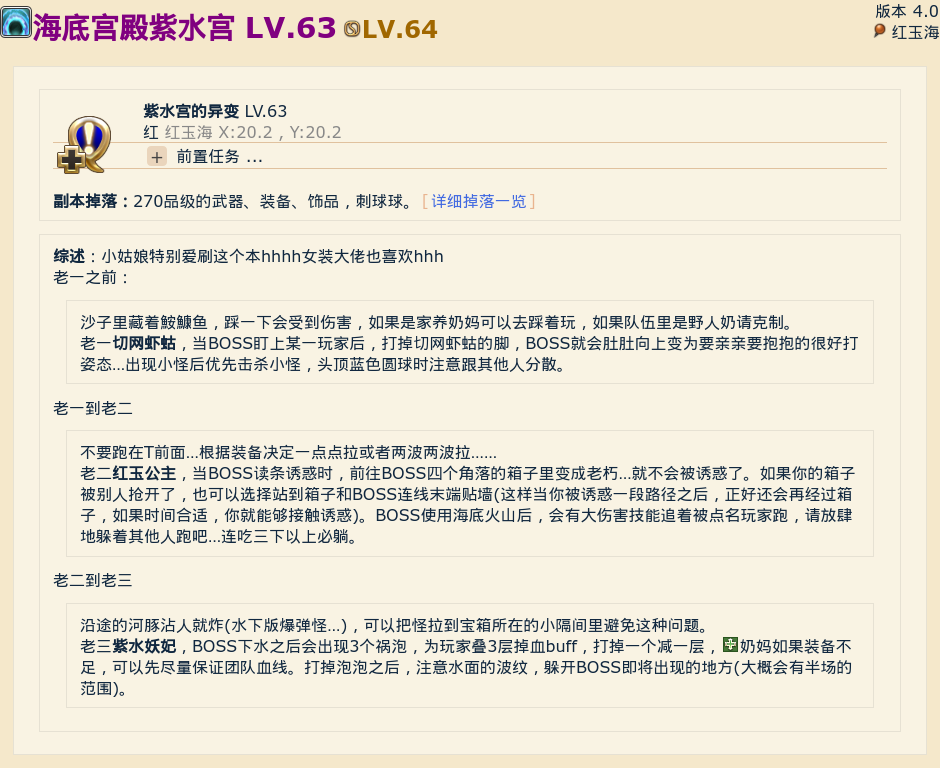 海底宫殿紫水宫 LV.63 LV.64
版本 4.0
红玉海
紫水宫的异变 LV.63
红 红玉海 X:20.2 , Y:20.2
+ 前置任务 ...
副本掉落：270品级的武器、装备、饰品，刺球球。 [ 详细掉落一览 ]
综述：小姑娘特别爱刷这个本hhhh女装大佬也喜欢hhh
老一之前：
沙子里藏着鮟鱇鱼，踩一下会受到伤害，如果是家养奶妈可以去踩着玩，如果队伍里是野人奶请克制。
老一切网虾蛄，当BOSS盯上某一玩家后，打掉切网虾蛄的脚，BOSS就会肚肚向上变为要亲亲要抱抱的很好打
姿态...出现小怪后优先击杀小怪，头顶蓝色圆球时注意跟其他人分散。
老一到老二
不要跑在T前面...根据装备决定一点点拉或者两波两波拉......
老二红玉公主，当BOSS读条诱惑时，前往BOSS四个角落的箱子里变成老朽...就不会被诱惑了。如果你的箱子
被别人抢开了，也可以选择站到箱子和BOSS连线末端贴墙(这样当你被诱惑一段路径之后，正好还会再经过箱
子，如果时间合适，你就能够接触诱惑)。BOSS使用海底火山后，会有大伤害技能追着被点名玩家跑，请放肆
地躲着其他人跑吧...连吃三下以上必躺。
老二到老三
沿途的河豚沾人就炸(水下版爆弹怪...)，可以把怪拉到宝箱所在的小隔间里避免这种问题。
老三紫水妖妃，BOSS下水之后会出现3个祸泡，为玩家叠3层掉血buff，打掉一个减一层，奶妈如果装备不
足，可以先尽量保证团队血线。打掉泡泡之后，注意水面的波纹，躲开BOSS即将出现的地方(大概会有半场的
范围)。